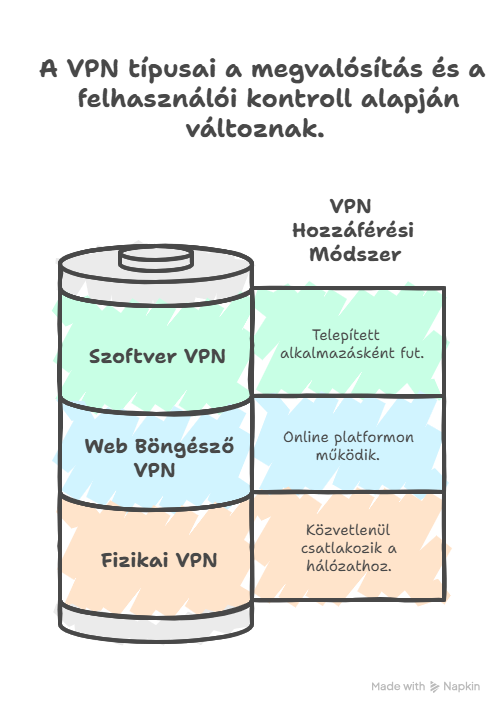 A VPN típusai a megvalósítás és a
felhasználói kontroll alapján
változnak.
VPN
Hozzáférési
Módszer
Szoftver VPN
Telepített
alkalmazásként fut.
Web Böngésző
VPN
Online platformon
működik.
Fizikai VPN
Közvetlenül
csatlakozik a
hálózathoz.
Made with Napkin